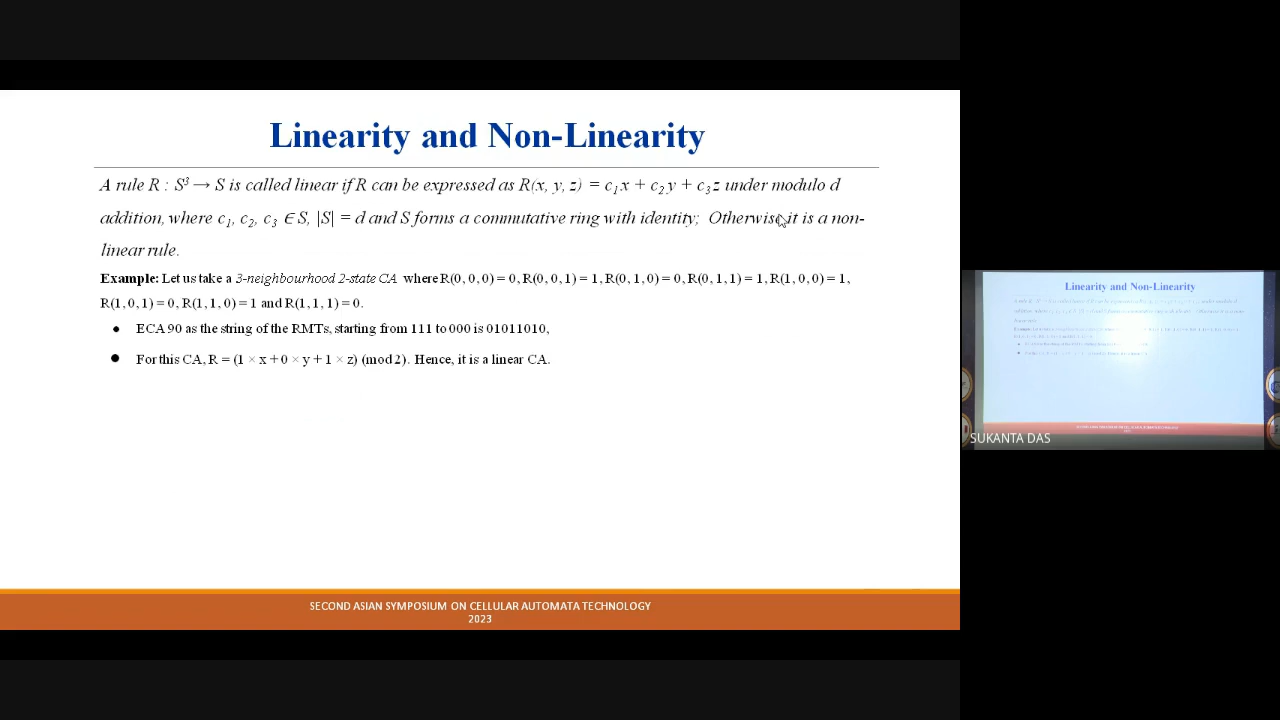 Linearity and Non-Linearity
A rule R : S³ → S is called linear if R can be expressed as R(x, y, z) = c₁x + c₂y + c₃z under modulo d
addition, where c₁, c₂, c₃ ∈ S, |S| = d and S forms a commutative ring with identity; Otherwise it is a non-
linear rule.
Example: Let us take a 3-neighbourhood 2-state CA where R(0, 0, 0) = 0, R(0, 0, 1) = 1, R(0, 1, 0) = 0, R(0, 1, 1) = 1, R(1, 0, 0) = 1,
R(1, 0, 1) = 0, R(1, 1, 0) = 1 and R(1, 1, 1) = 0.
● ECA 90 as the string of the RMTs, starting from 111 to 000 is 01011010,
● For this CA, R = (1 × x + 0 × y + 1 × z) (mod 2). Hence, it is a linear CA.
SECOND ASIAN SYMPOSIUM ON CELLULAR AUTOMATA TECHNOLOGY
2023
Linearity and Non-Linearity
SUKANTA DAS